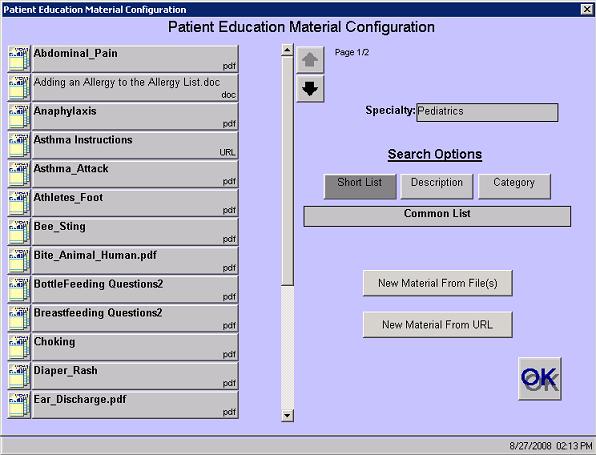 Patient Education Material Configuration
Patient Education Material Configuration
Abdominal_Pain
pdf
Adding an Allergy to the Allergy List.doc
doc
Anaphylaxis
pdf
Asthma Instructions
URL
Asthma_Attack
pdf
Athletes_Foot
pdf
Bee_Sting
pdf
Bite_Animal_Human.pdf
pdf
BottleFeeding Questions2
pdf
Breastfeeding Questions2
pdf
Choking
pdf
Diaper_Rash
pdf
Ear_Discharge.pdf
pdf
Page 1/2
Specialty: Pediatrics
Search Options
Short List Description Category
Common List
New Material From File(s)
New Material From URL
OK
8/27/2008 02:13 PM